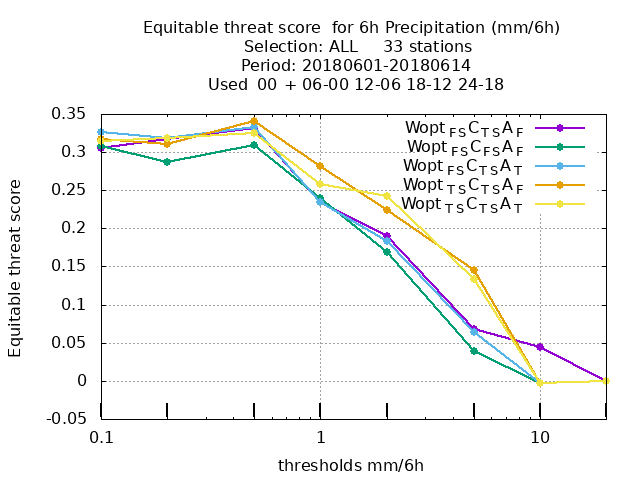 Equitable threat score  for 6h Precipitation (mm/6h)
Selection: ALL     33 stations
Period: 20180601-20180614
Used  00 + 06-00 12-06 18-12 24-18
Equitable threat score
0.35
0.3
0.25
0.2
0.15
0.1
0.05
0
-0.05
Wopt FS C TS A F
Wopt FS C FS A F
Wopt FS C TS A T
Wopt TS C TS A F
Wopt TS C TS A T
0.1
1
10
thresholds mm/6h